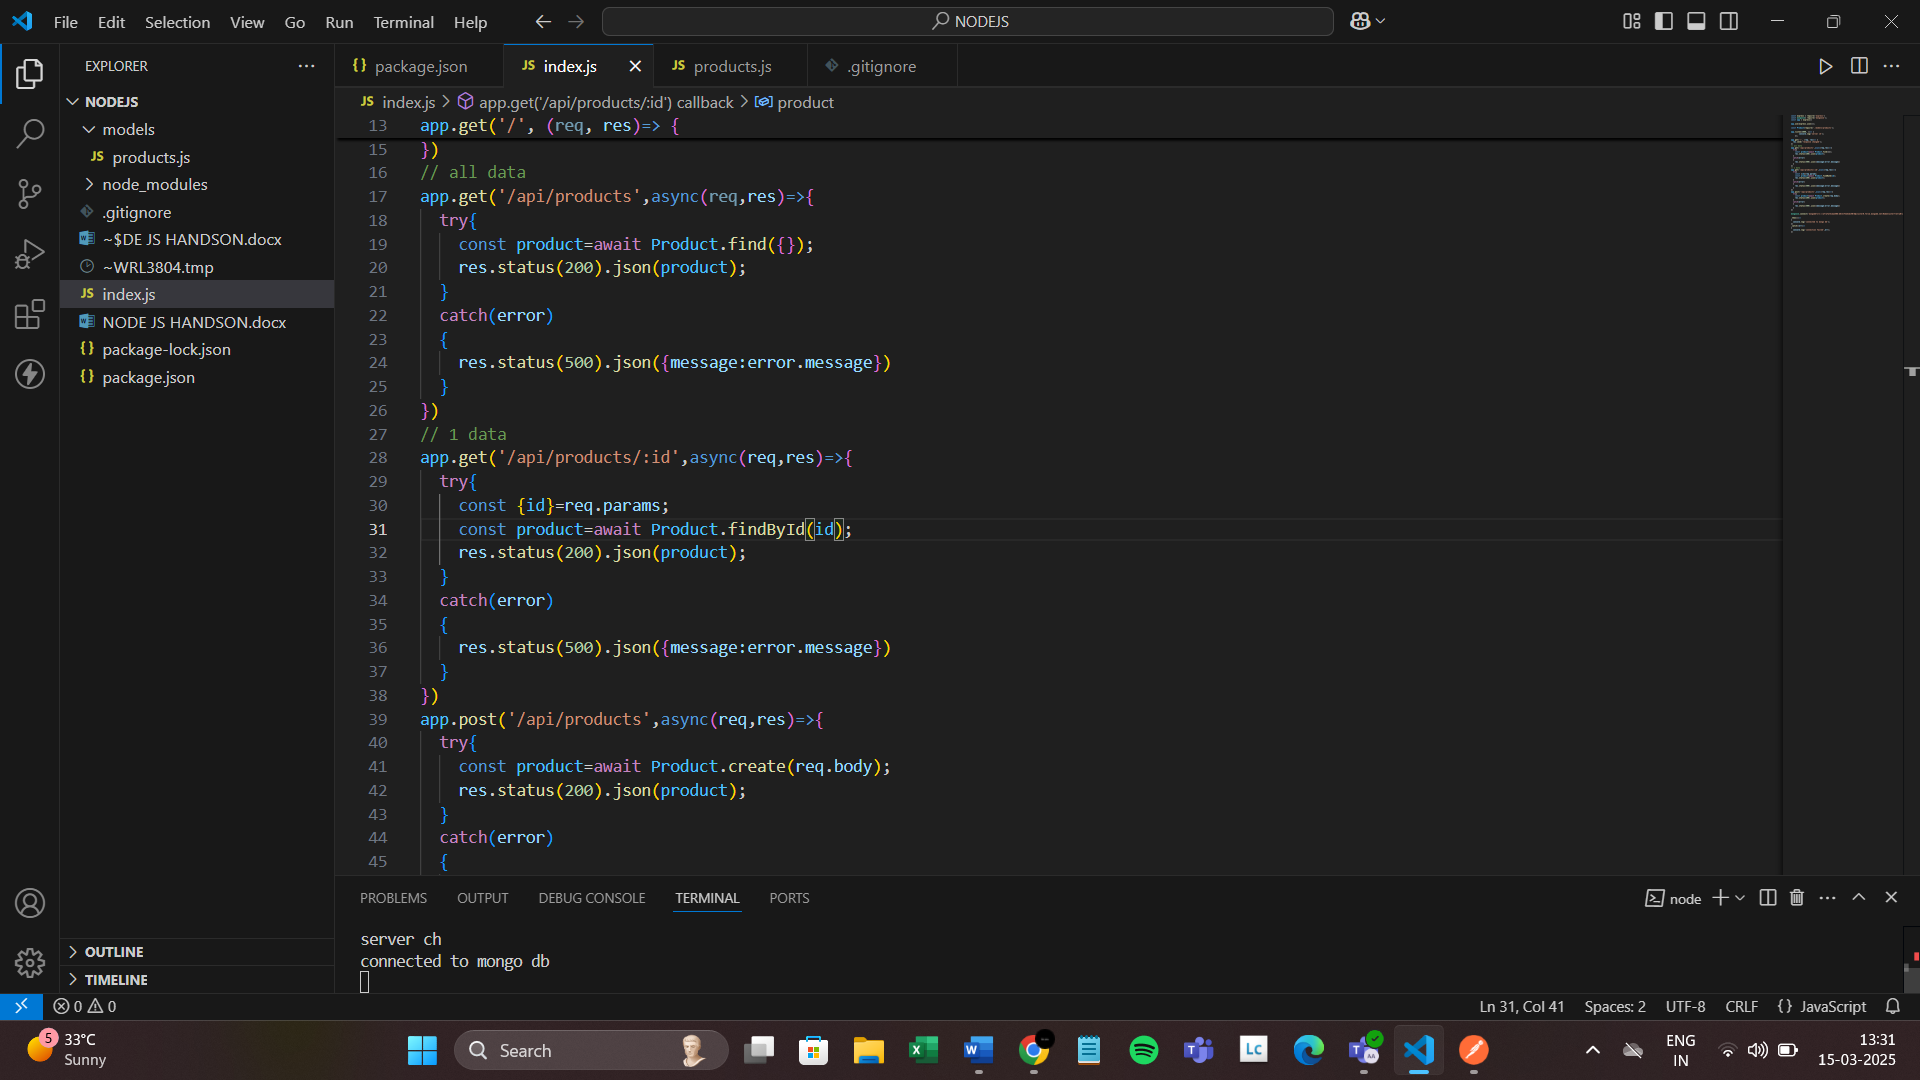 File Edit Selection View Go Run Terminal Help
NODEJS
EXPLORER
NODEJS
models
JS products.js
node_modules
.gitignore
~$DE JS HANDSON.docx
~WRL3804.tmp
JS index.js
NODE JS HANDSON.docx
{} package-lock.json
{} package.json
OUTLINE
TIMELINE
{} package.json JS index.js JS products.js .gitignore
JS index.js > app.get('/api/products/:id') callback > product
13 app.get('/', (req, res)=> {
15 })
16 // all data
17 app.get('/api/products',async(req,res)=>{
18 try{
19 const product=await Product.find({});
20 res.status(200).json(product);
21 }
22 catch(error)
23 {
24 res.status(500).json({message:error.message})
25 }
26 })
27 // 1 data
28 app.get('/api/products/:id',async(req,res)=>{
29 try{
30 const {id}=req.params;
31 const product=await Product.findById(id);
32 res.status(200).json(product);
33 }
34 catch(error)
35 {
36 res.status(500).json({message:error.message})
37 }
38 })
39 app.post('/api/products',async(req,res)=>{
40 try{
41 const product=await Product.create(req.body);
42 res.status(200).json(product);
43 }
44 catch(error)
45 {
PROBLEMS OUTPUT DEBUG CONSOLE TERMINAL PORTS
node
server ch
connected to mongo db
0 0
Ln 31, Col 41 Spaces: 2 UTF-8 CRLF {} JavaScript
5
33°C
Sunny
Search
LC
ENG
IN
13:31
15-03-2025